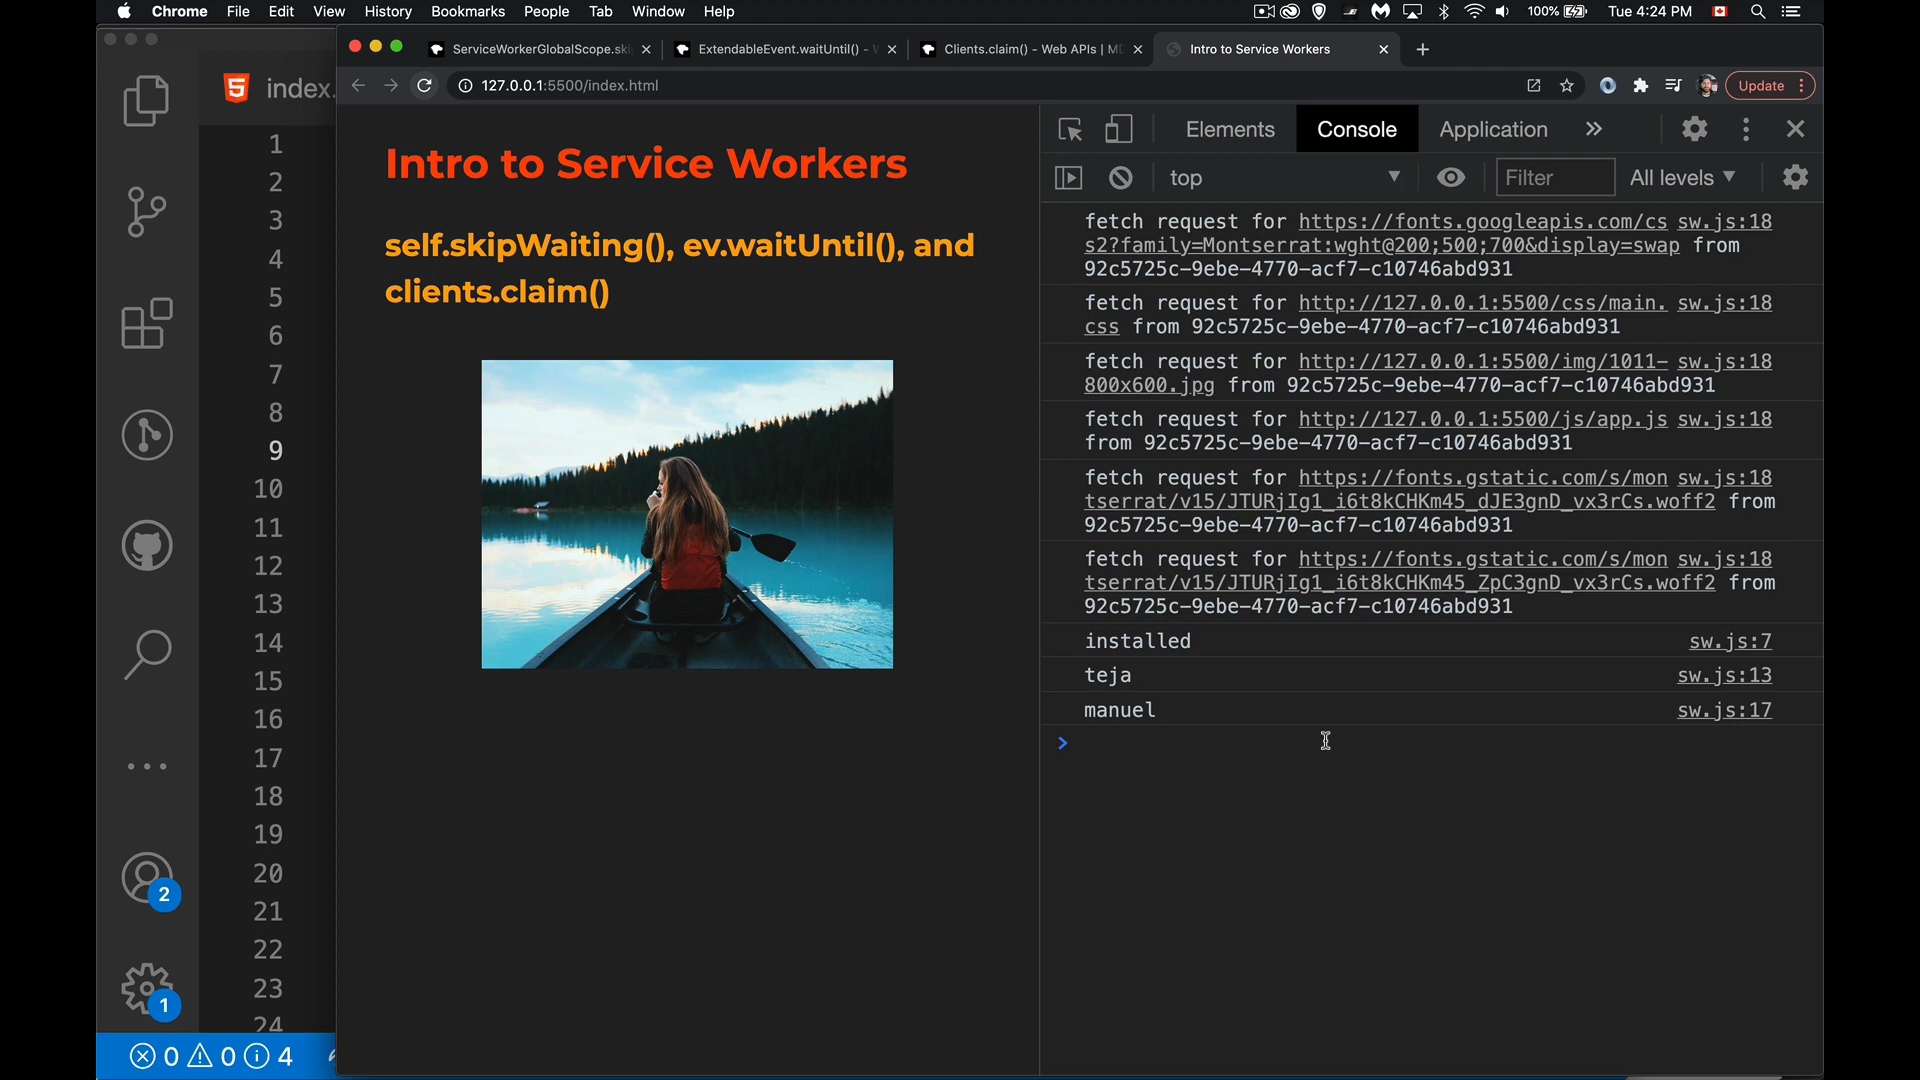 Chrome File Edit View History Bookmarks People Tab Window Help 100% Tue 4:24 PM
ServiceWorkerGlobalScope.ski
ExtendableEvent.waitUntil() -
Clients.claim() - Web APIs | MD
Intro to Service Workers
index.
127.0.0.1:5500/index.html
Update
1
2
3
4
5
6
7
8
9
10
11
12
13
14
15
16
17
18
19
20
21
22
23
24
2
1
0 0 4
Intro to Service Workers
self.skipWaiting(), ev.waitUntil(), and
clients.claim()
Elements Console Application
top Filter All levels
fetch request for https://fonts.googleapis.com/cs sw.js:18
s2?family=Montserrat:wght@200;500;700&display=swap from
92c5725c-9ebe-4770-acf7-c10746abd931
fetch request for http://127.0.0.1:5500/css/main. sw.js:18
css from 92c5725c-9ebe-4770-acf7-c10746abd931
fetch request for http://127.0.0.1:5500/img/1011- sw.js:18
800x600.jpg from 92c5725c-9ebe-4770-acf7-c10746abd931
fetch request for http://127.0.0.1:5500/js/app.js sw.js:18
from 92c5725c-9ebe-4770-acf7-c10746abd931
fetch request for https://fonts.gstatic.com/s/mon sw.js:18
tserrat/v15/JTURjIg1_i6t8kCHKm45_dJE3gnD_vx3rCs.woff2 from
92c5725c-9ebe-4770-acf7-c10746abd931
fetch request for https://fonts.gstatic.com/s/mon sw.js:18
tserrat/v15/JTURjIg1_i6t8kCHKm45_ZpC3gnD_vx3rCs.woff2 from
92c5725c-9ebe-4770-acf7-c10746abd931
installed sw.js:7
teja sw.js:13
manuel sw.js:17